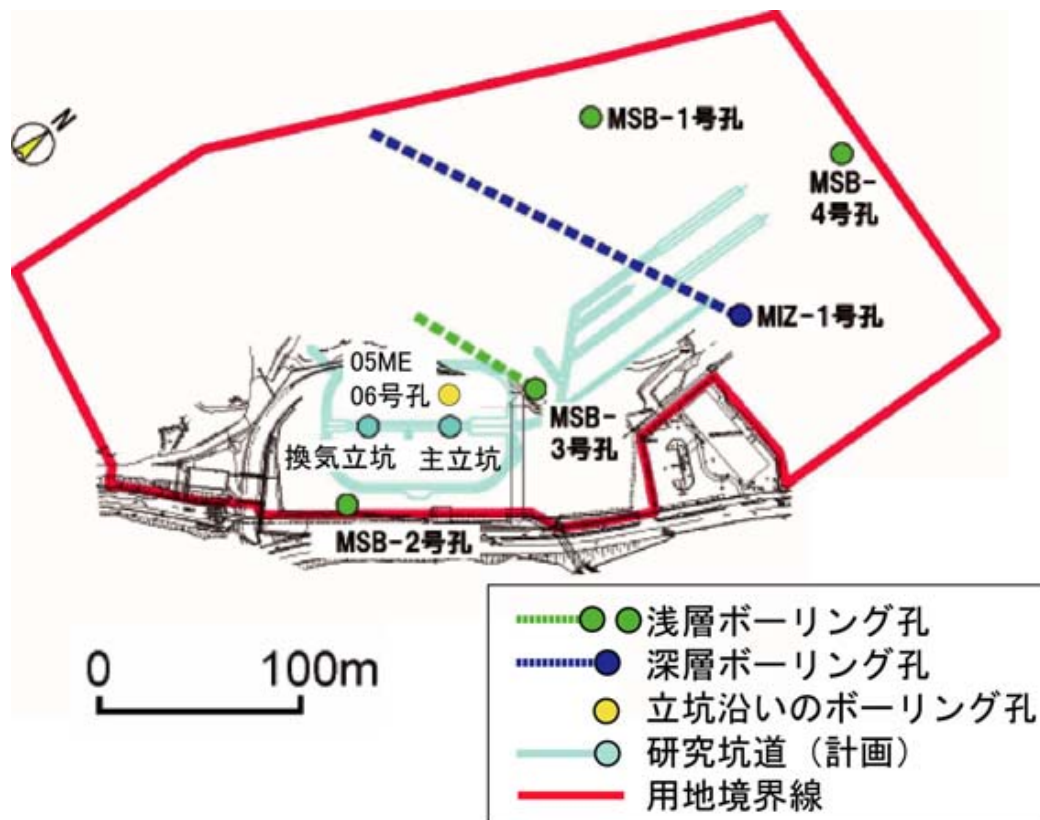 N
MSB-1号孔
MSB-
4号孔
MIZ-1号孔
05ME
06号孔
MSB-
3号孔
換気立坑
主立坑
MSB-2号孔
0
100m
浅層ボーリング孔
深層ボーリング孔
立坑沿いのボーリング孔
研究坑道（計画）
用地境界線